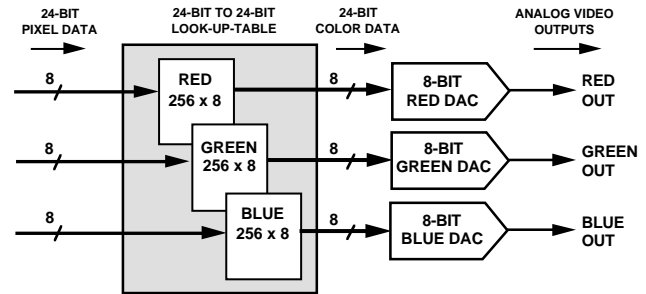 24-BIT
PIXEL DATA
24-BIT TO 24-BIT
LOOK-UP-TABLE
24-BIT
COLOR DATA
ANALOG VIDEO
OUTPUTS
8
RED
256 x 8
8
8-BIT
RED DAC
RED
OUT
8
GREEN
256 x 8
8
8-BIT
GREEN DAC
GREEN
OUT
8
BLUE
256 x 8
8
8-BIT
BLUE DAC
BLUE
OUT